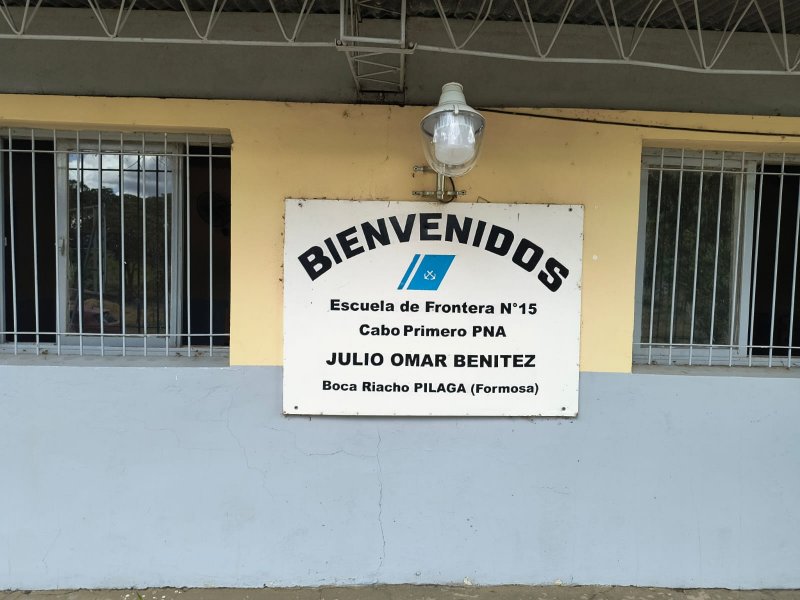 BIENVENIDOS
Escuela de Frontera N°15
Cabo Primero PNA
JULIO OMAR BENITEZ
Boca Riacho PILAGA (Formosa)